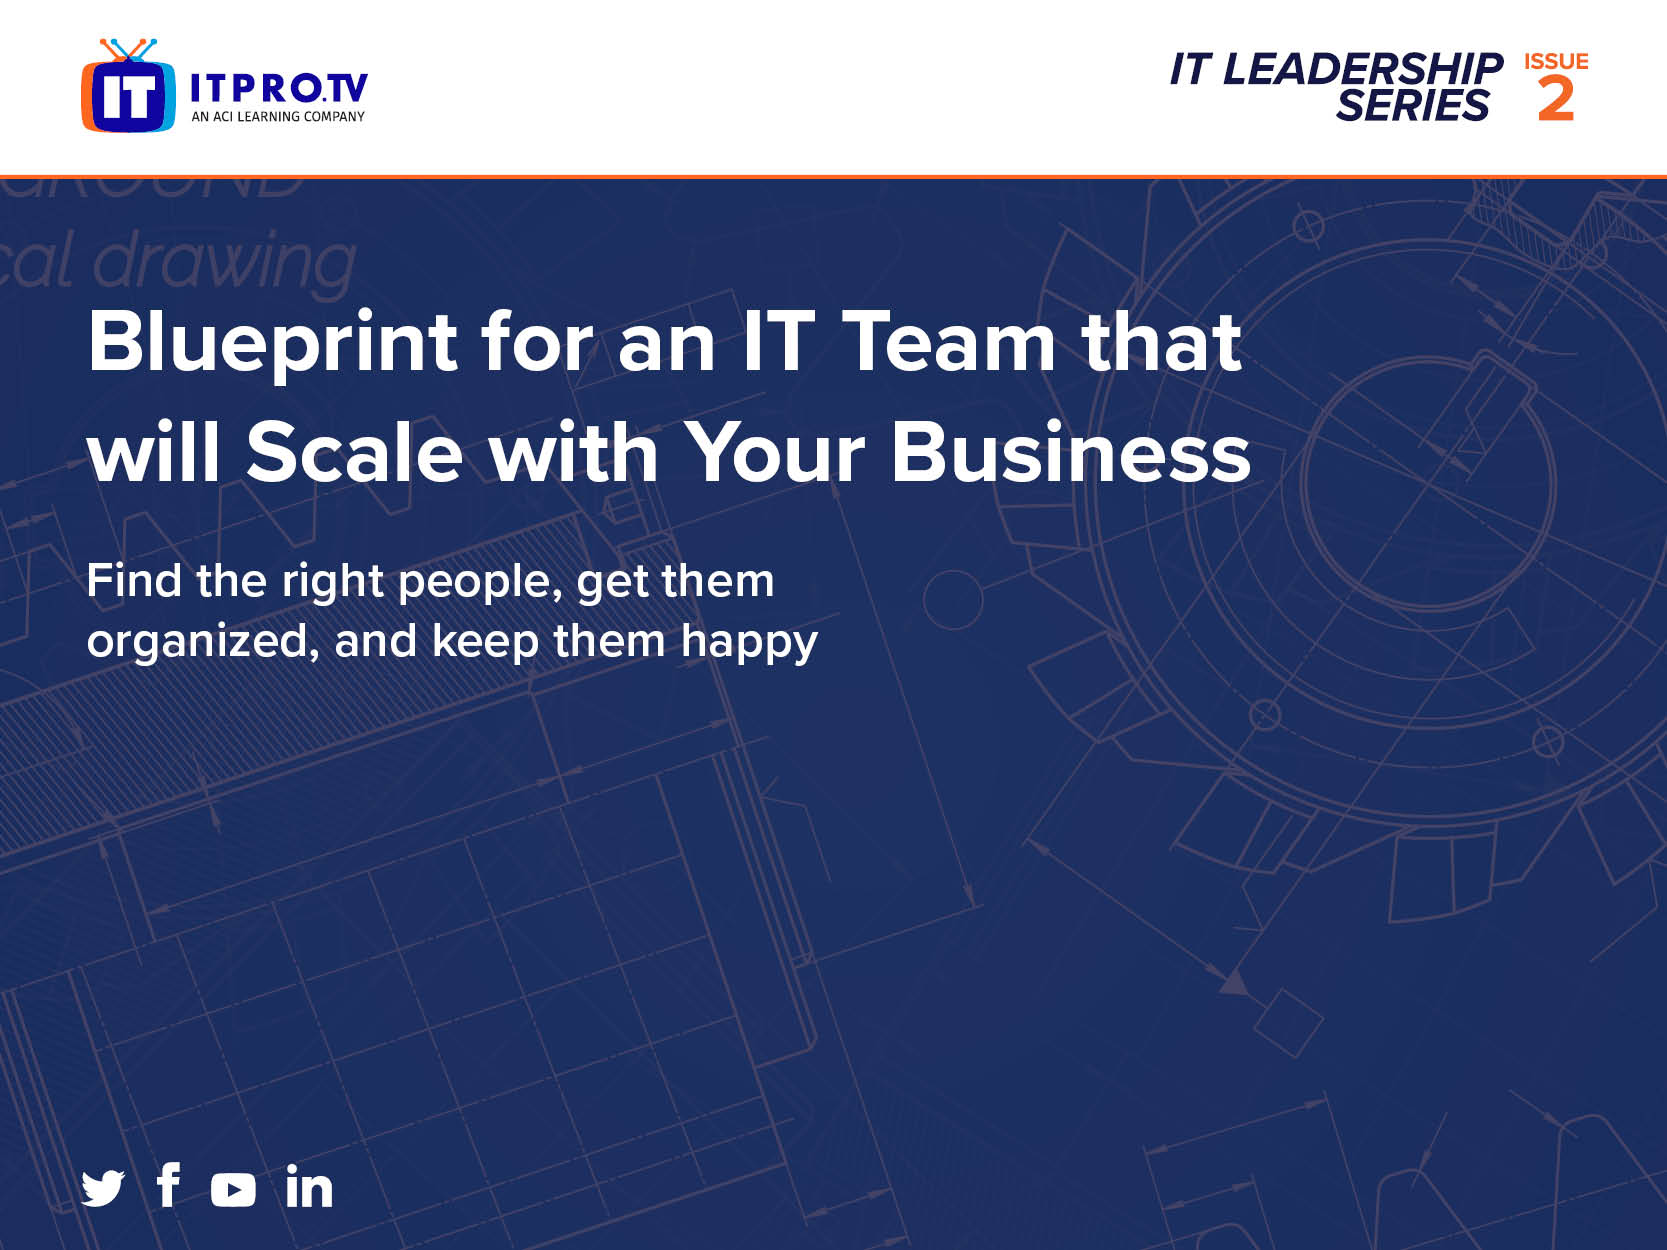 IT
ITPRO.TV
AN ACI LEARNING COMPANY
IT LEADERSHIP
SERIES
ISSUE
2
cal drawing
Blueprint for an IT Team that
will Scale with Your Business
Find the right people, get them
organized, and keep them happy